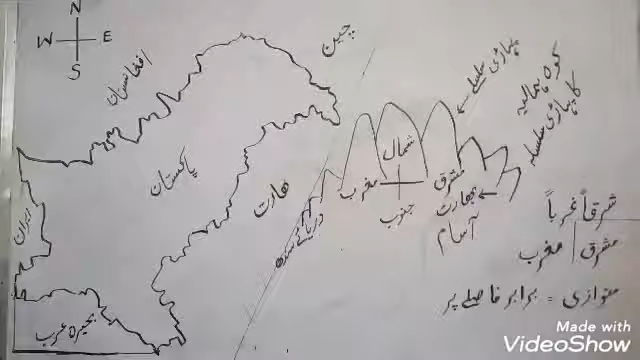 N
W E
S
افغانستان
چین
پاکستان
ایران
بحیرہ عرب
بھارت
دریائے سندھ
شمال
مغرب
مشرق
جنوب
بھارت
آسام
پہاڑی سلسلے
کوہ ہمالیہ
کا پہاڑی سلسلہ
شرقاً غرباً
مشرق | مغرب
متوازی = برابر فاصلے پر
Made with
VideoShow